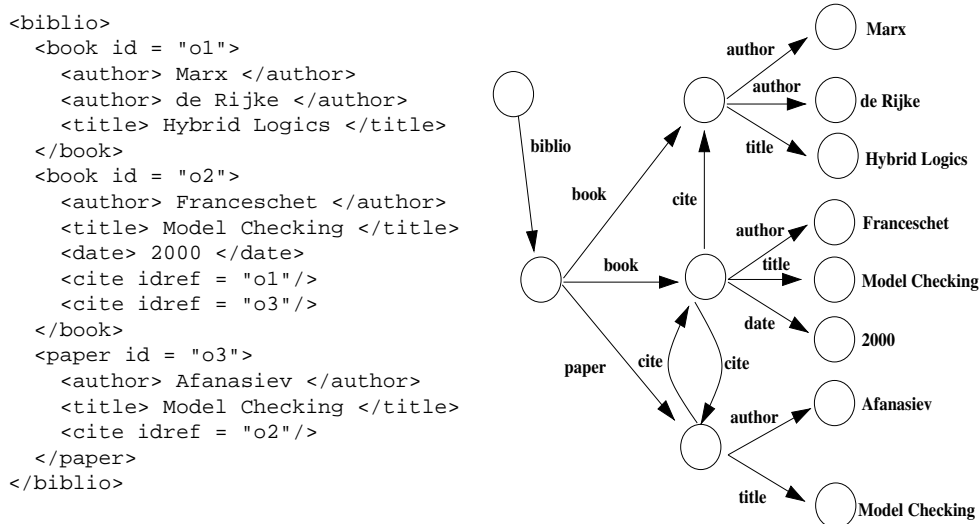 <biblio>
<book id = "o1">
<author> Marx </author>
<author> de Rijke </author>
<title> Hybrid Logics </title>
</book>
<book id = "o2">
<author> Franceschet </author>
<title> Model Checking </title>
<date> 2000 </date>
<cite idref = "o1"/>
<cite idref = "o3"/>
</book>
<paper id = "o3">
<author> Afanasiev </author>
<title> Model Checking </title>
<cite idref = "o2"/>
</paper>
</biblio>
biblio
book
book
paper
cite
cite
cite
author
Marx
author
de Rijke
title
Hybrid Logics
author
Franceschet
title
Model Checking
date
2000
author
Afanasiev
title
Model Checking